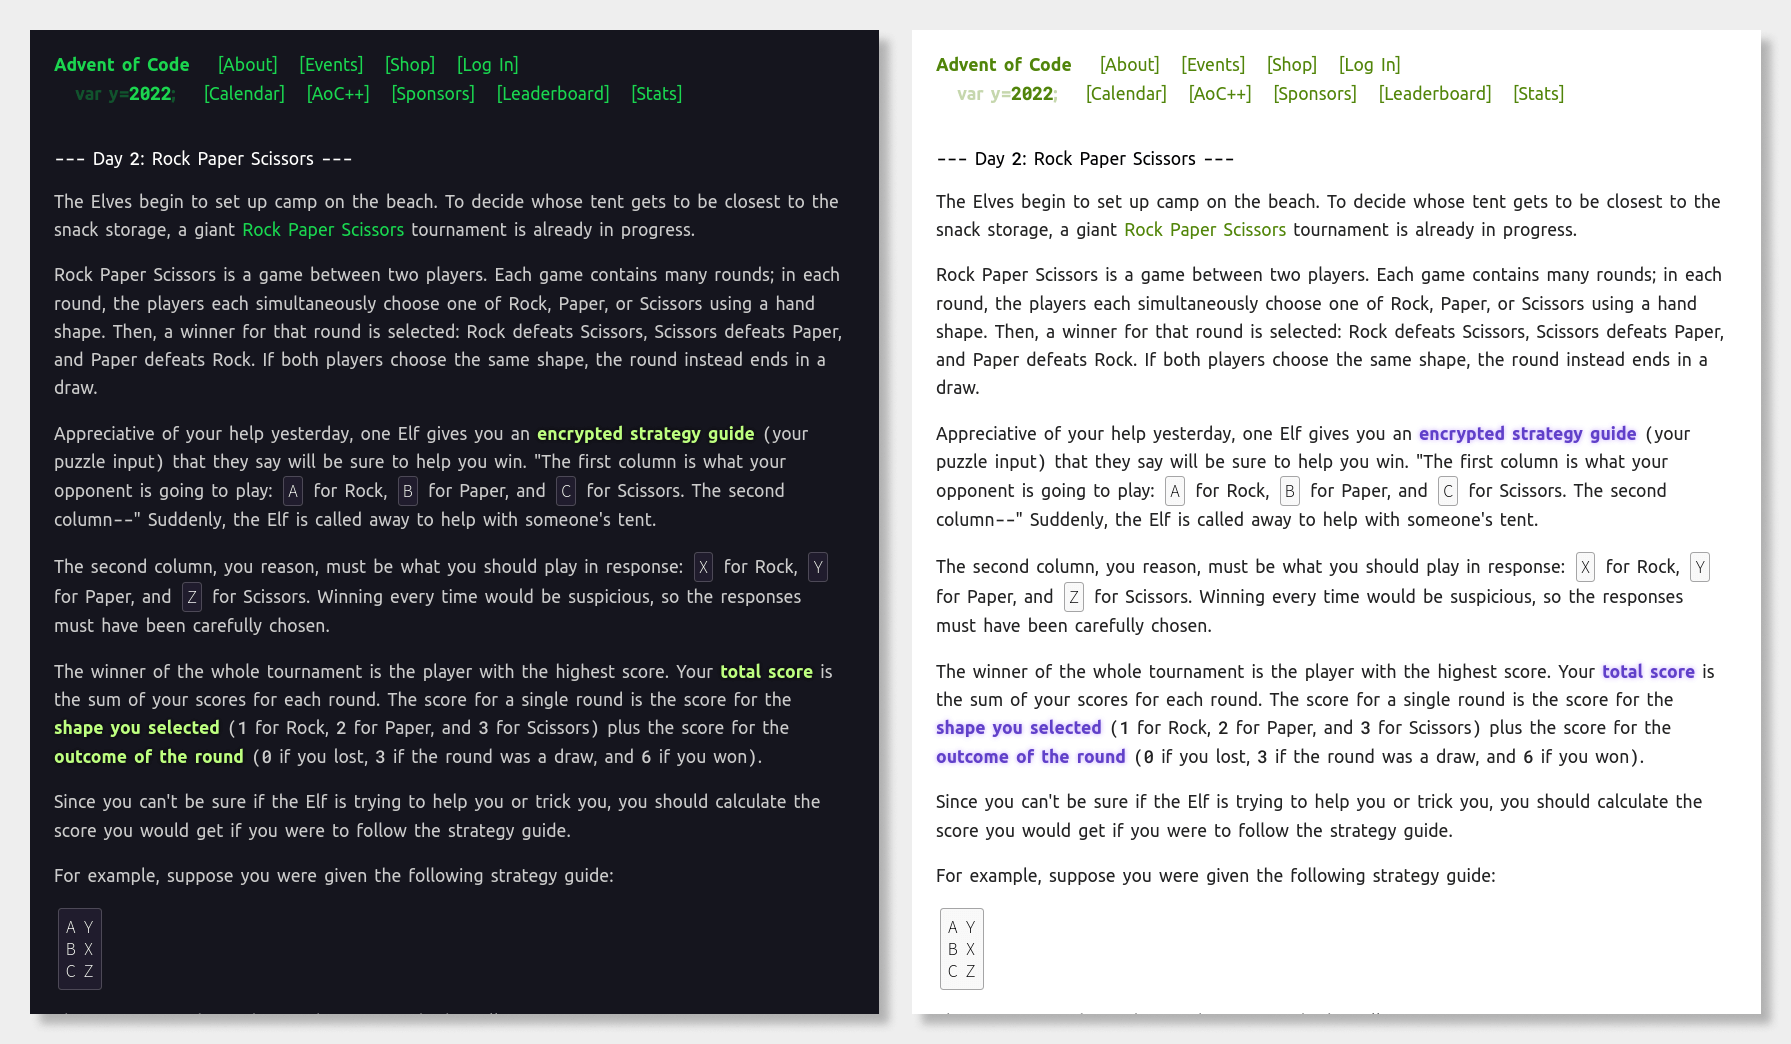 Advent of Code [About] [Events] [Shop] [Log In]
var y=2022; [Calendar] [AoC++] [Sponsors] [Leaderboard] [Stats]
--- Day 2: Rock Paper Scissors ---
The Elves begin to set up camp on the beach. To decide whose tent gets to be closest to the
snack storage, a giant Rock Paper Scissors tournament is already in progress.
Rock Paper Scissors is a game between two players. Each game contains many rounds; in each
round, the players each simultaneously choose one of Rock, Paper, or Scissors using a hand
shape. Then, a winner for that round is selected: Rock defeats Scissors, Scissors defeats Paper,
and Paper defeats Rock. If both players choose the same shape, the round instead ends in a
draw.
Appreciative of your help yesterday, one Elf gives you an encrypted strategy guide (your
puzzle input) that they say will be sure to help you win. "The first column is what your
opponent is going to play: A for Rock, B for Paper, and C for Scissors. The second
column--" Suddenly, the Elf is called away to help with someone's tent.
The second column, you reason, must be what you should play in response: X for Rock, Y
for Paper, and Z for Scissors. Winning every time would be suspicious, so the responses
must have been carefully chosen.
The winner of the whole tournament is the player with the highest score. Your total score is
the sum of your scores for each round. The score for a single round is the score for the
shape you selected (1 for Rock, 2 for Paper, and 3 for Scissors) plus the score for the
outcome of the round (0 if you lost, 3 if the round was a draw, and 6 if you won).
Since you can't be sure if the Elf is trying to help you or trick you, you should calculate the
score you would get if you were to follow the strategy guide.
For example, suppose you were given the following strategy guide:
A Y
B X
C Z
Advent of Code [About] [Events] [Shop] [Log In]
var y=2022; [Calendar] [AoC++] [Sponsors] [Leaderboard] [Stats]
--- Day 2: Rock Paper Scissors ---
The Elves begin to set up camp on the beach. To decide whose tent gets to be closest to the
snack storage, a giant Rock Paper Scissors tournament is already in progress.
Rock Paper Scissors is a game between two players. Each game contains many rounds; in each
round, the players each simultaneously choose one of Rock, Paper, or Scissors using a hand
shape. Then, a winner for that round is selected: Rock defeats Scissors, Scissors defeats Paper,
and Paper defeats Rock. If both players choose the same shape, the round instead ends in a
draw.
Appreciative of your help yesterday, one Elf gives you an encrypted strategy guide (your
puzzle input) that they say will be sure to help you win. "The first column is what your
opponent is going to play: A for Rock, B for Paper, and C for Scissors. The second
column--" Suddenly, the Elf is called away to help with someone's tent.
The second column, you reason, must be what you should play in response: X for Rock, Y
for Paper, and Z for Scissors. Winning every time would be suspicious, so the responses
must have been carefully chosen.
The winner of the whole tournament is the player with the highest score. Your total score is
the sum of your scores for each round. The score for a single round is the score for the
shape you selected (1 for Rock, 2 for Paper, and 3 for Scissors) plus the score for the
outcome of the round (0 if you lost, 3 if the round was a draw, and 6 if you won).
Since you can't be sure if the Elf is trying to help you or trick you, you should calculate the
score you would get if you were to follow the strategy guide.
For example, suppose you were given the following strategy guide:
A Y
B X
C Z